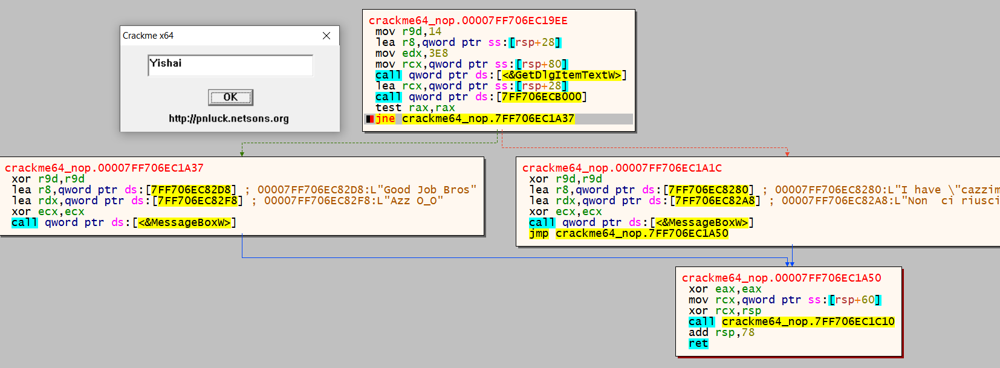 Crackme x64
Yishai
OK
http://pnluck.netsons.org
crackme64_nop.00007FF706EC19EE
mov r9d,14
lea r8,qword ptr ss:[rsp+28]
mov edx,3E8
mov rcx,qword ptr ss:[rsp+80]
call qword ptr ds:[<&GetDlgItemTextW>]
lea rcx,qword ptr ss:[rsp+28]
call qword ptr ds:[7FF706ECB000]
test rax,rax
jne crackme64_nop.7FF706EC1A37
crackme64_nop.00007FF706EC1A37
xor r9d,r9d
lea r8,qword ptr ds:[7FF706EC82D8] ; 00007FF706EC82D8:L"Good Job Bros"
lea rdx,qword ptr ds:[7FF706EC82F8] ; 00007FF706EC82F8:L"Azz O_O"
xor ecx,ecx
call qword ptr ds:[<&MessageBoxW>]
crackme64_nop.00007FF706EC1A1C
xor r9d,r9d
lea r8,qword ptr ds:[7FF706EC8280] ; 00007FF706EC8280:L"I have \"cazzim
lea rdx,qword ptr ds:[7FF706EC82A8] ; 00007FF706EC82A8:L"Non  ci riusci
xor ecx,ecx
call qword ptr ds:[<&MessageBoxW>]
jmp crackme64_nop.7FF706EC1A50
crackme64_nop.00007FF706EC1A50
xor eax,eax
mov rcx,qword ptr ss:[rsp+60]
xor rcx,rsp
call crackme64_nop.7FF706EC1C10
add rsp,78
ret